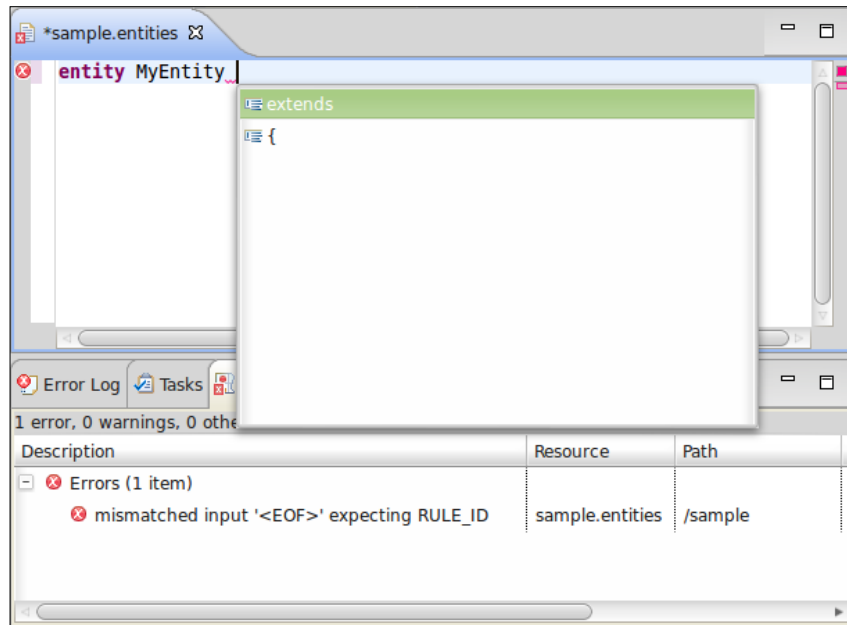 *sample.entities
entity MyEntity
extends
{
Error Log Tasks
1 error, 0 warnings, 0 othe
Description Resource Path
Errors (1 item)
mismatched input '<EOF>' expecting RULE_ID sample.entities /sample